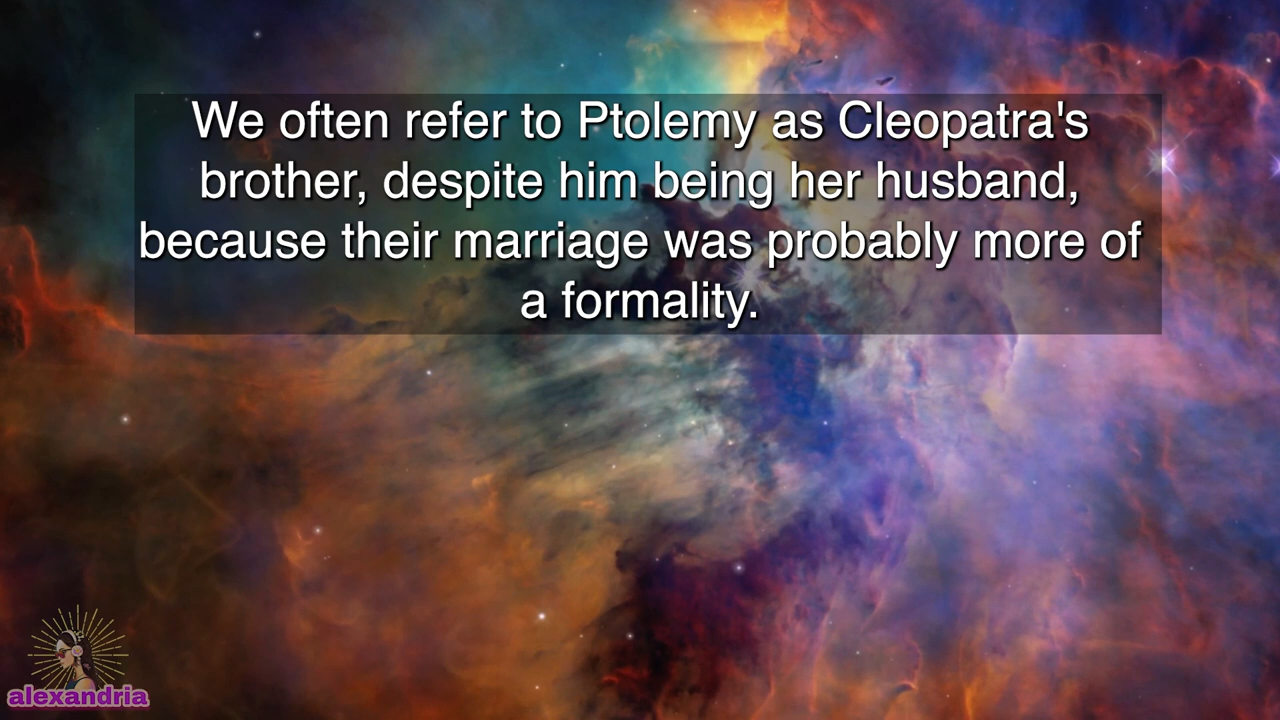 We often refer to Ptolemy as Cleopatra's
brother, despite him being her husband,
because their marriage was probably more of
a formality.
alexandria